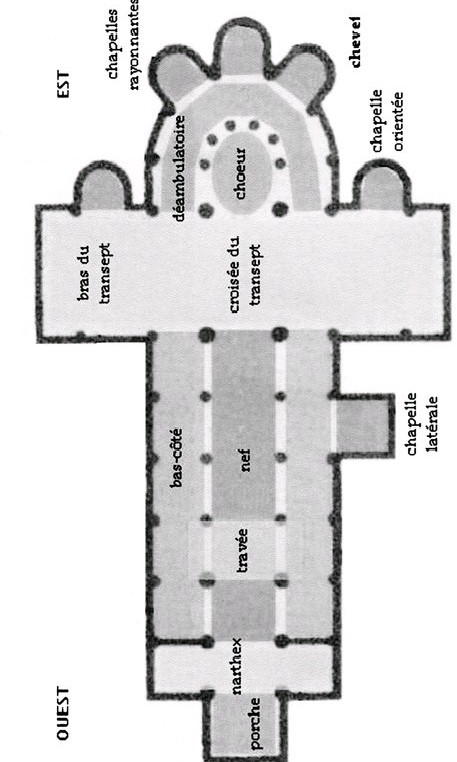 OUEST
EST
chapelles
rayonnantes
bras du
transept
déambulatoire
bas-côté
porche
narthex
travée
nef
croisée du
transept
choeur
chevet
chapelle
orientée
chapelle
latérale